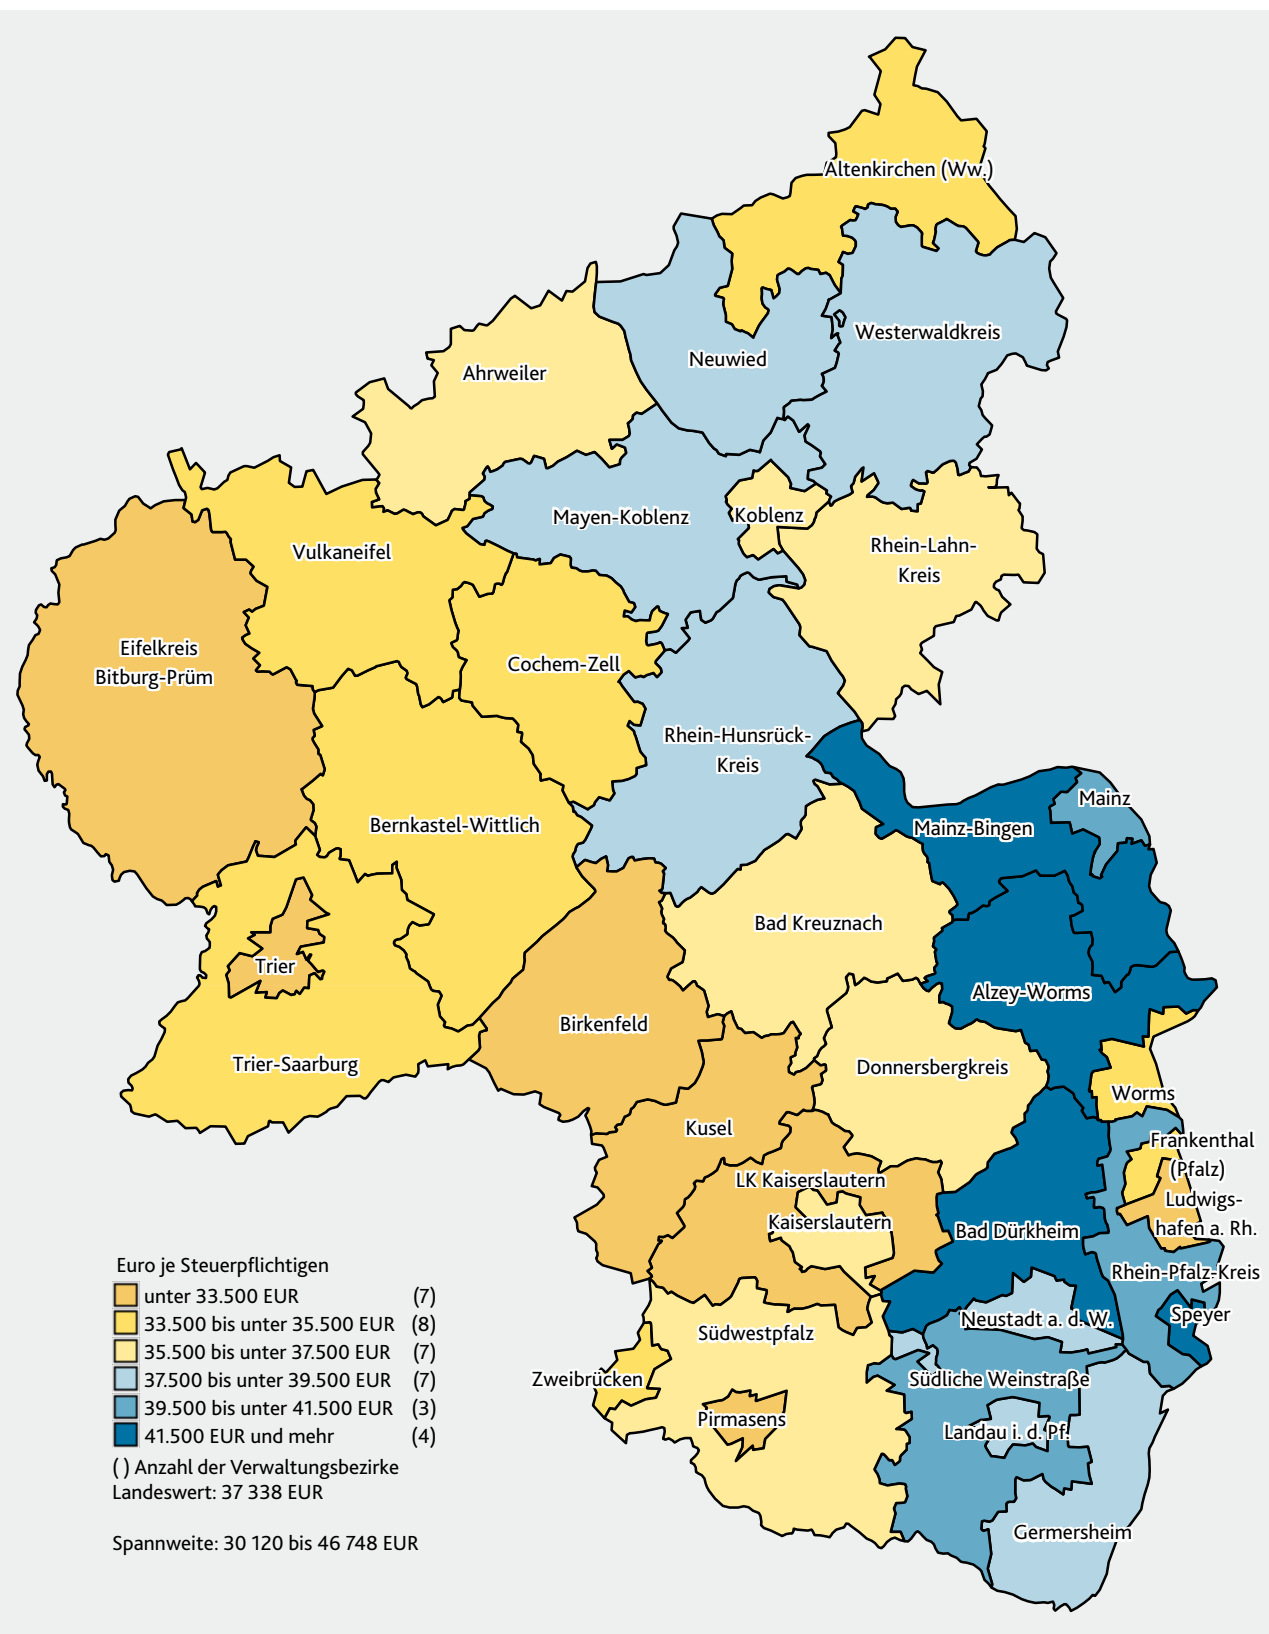 Altenkirchen (Ww.)
Westerwaldkreis
Neuwied
Ahrweiler
Mayen-Koblenz
Koblenz
Rhein-Lahn-
Kreis
Vulkaneifel
Eifelkreis
Bitburg-Prüm
Cochem-Zell
Rhein-Hunsrück-
Kreis
Mainz
Bernkastel-Wittlich
Mainz-Bingen
Bad Kreuznach
Trier
Alzey-Worms
Birkenfeld
Trier-Saarburg
Donnersbergkreis
Worms
Kusel
Frankenthal
(Pfalz)
LK Kaiserslautern
Ludwigs-
hafen a. Rh.
Kaiserslautern
Bad Dürkheim
Rhein-Pfalz-Kreis
Speyer
Neustadt a. d. W.
Südwestpfalz
Zweibrücken
Südliche Weinstraße
Pirmasens
Landau i. d. Pf.
Germersheim
Euro je Steuerpflichtigen
unter 33.500 EUR (7)
33.500 bis unter 35.500 EUR (8)
35.500 bis unter 37.500 EUR (7)
37.500 bis unter 39.500 EUR (7)
39.500 bis unter 41.500 EUR (3)
41.500 EUR und mehr (4)
( ) Anzahl der Verwaltungsbezirke
Landeswert: 37 338 EUR
Spannweite: 30 120 bis 46 748 EUR